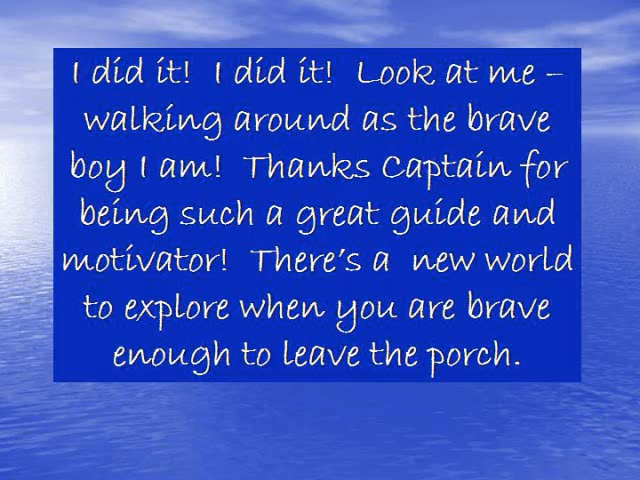 I did it!  I did it!  Look at me –
walking around as the brave
boy I am!  Thanks Captain for
being such a great guide and
motivator!  There’s a  new world
to explore when you are brave
enough to leave the porch.